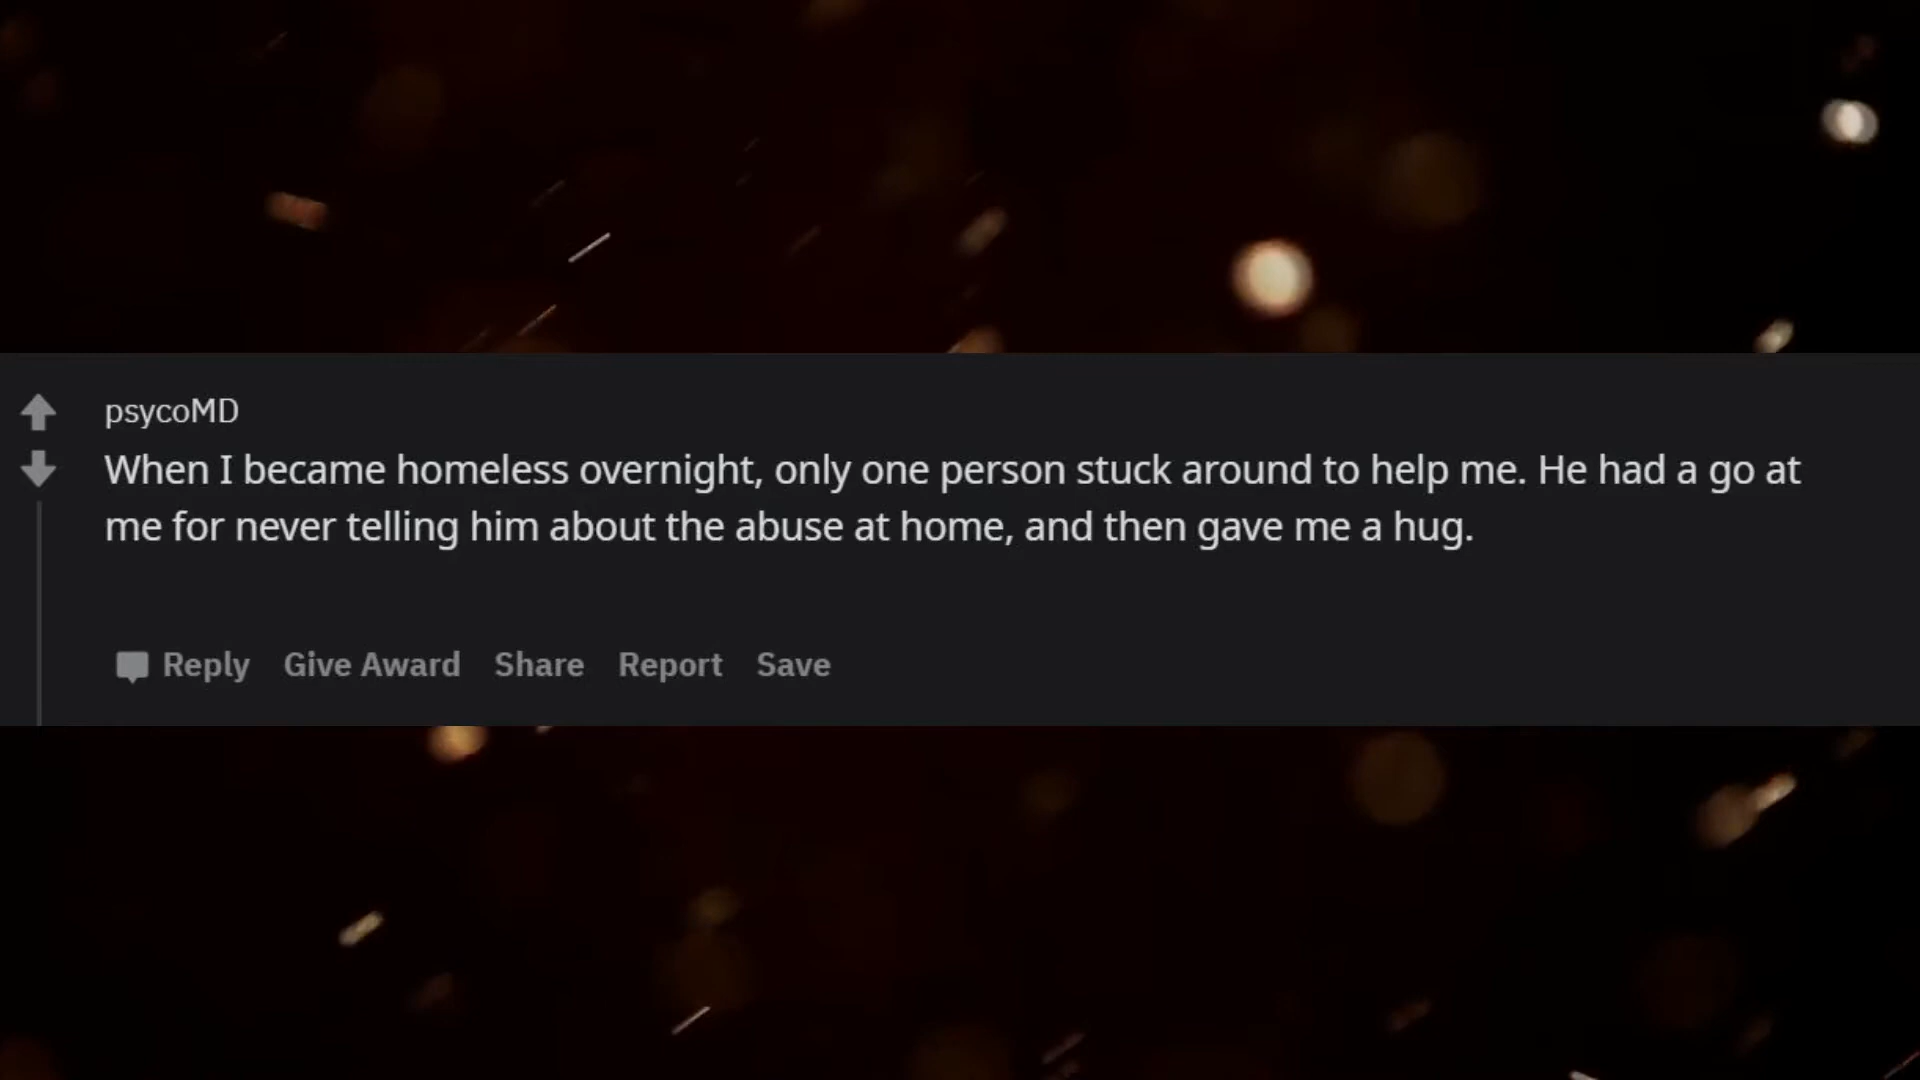 psycoMD
When I became homeless overnight, only one person stuck around to help me. He had a go at
me for never telling him about the abuse at home, and then gave me a hug.
Reply Give Award Share Report Save